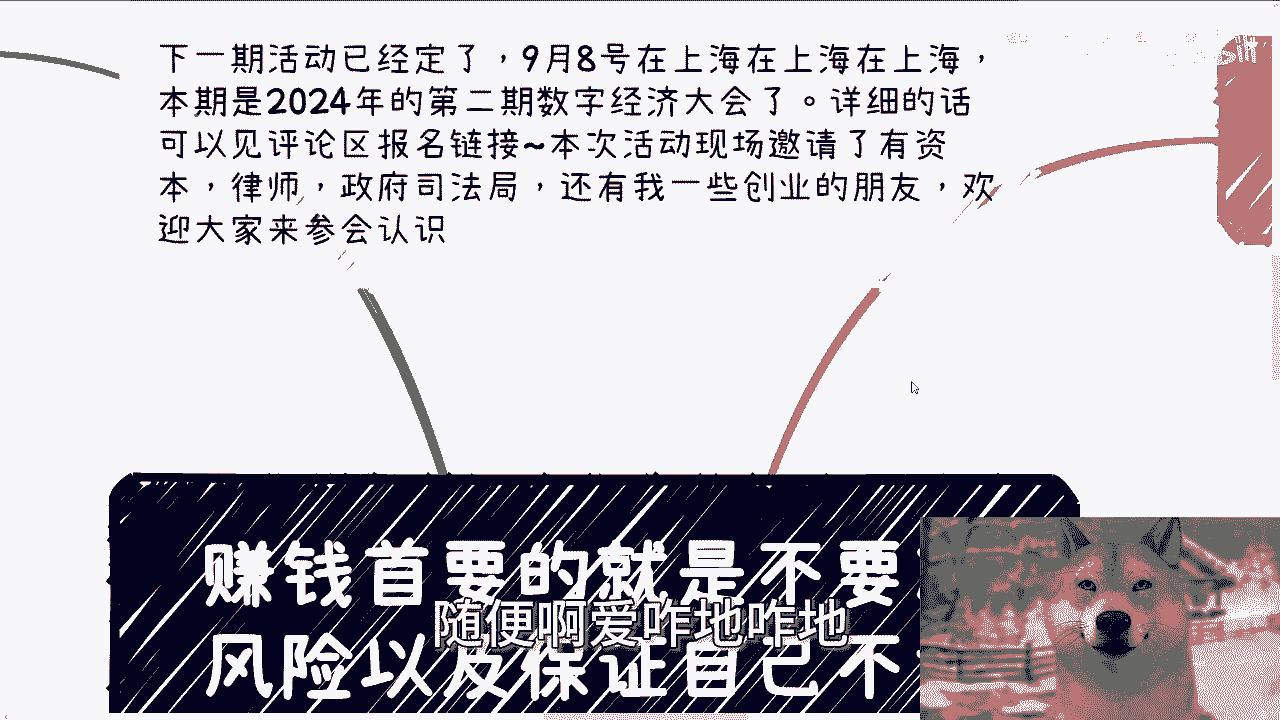 下一期活动已经定了，9月8号在上海在上海在上海，
本期是2024年的第二期数字经济大会了。详细的话
可以见评论区报名链接~本次活动现场邀请了有资
本，律师，政府司法局，还有我一些创业的朋友，欢
迎大家来参会认识
赚钱首要的就是不要
随便啊爱咋地咋地
风险以及保证自己不